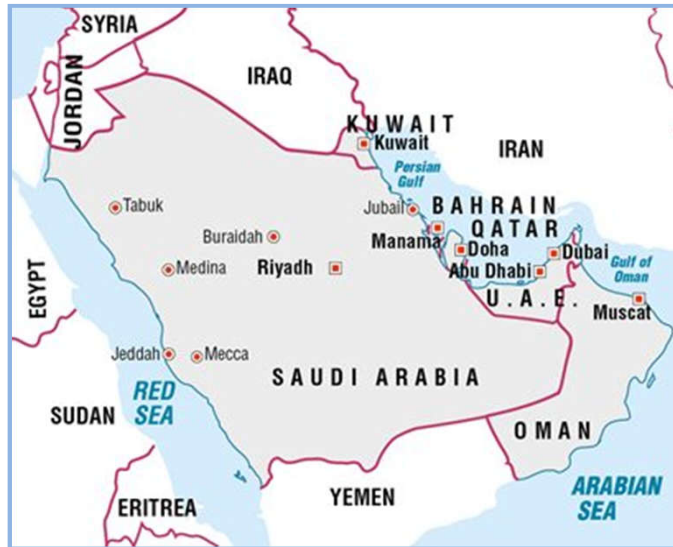 SYRIA
IRAQ
JORDAN
KUWAIT
Kuwait
IRAN
Persian
Gulf
Tabuk
Jubail
BAHRAIN
QATAR
Buraidah
Manama
Doha
Dubai
Gulf of
Oman
EGYPT
Medina
Riyadh
Abu Dhabi
U.A.E.
Muscat
Jeddah
Mecca
SAUDI ARABIA
RED
SEA
SUDAN
OMAN
YEMEN
ARABIAN
SEA
ERITREA